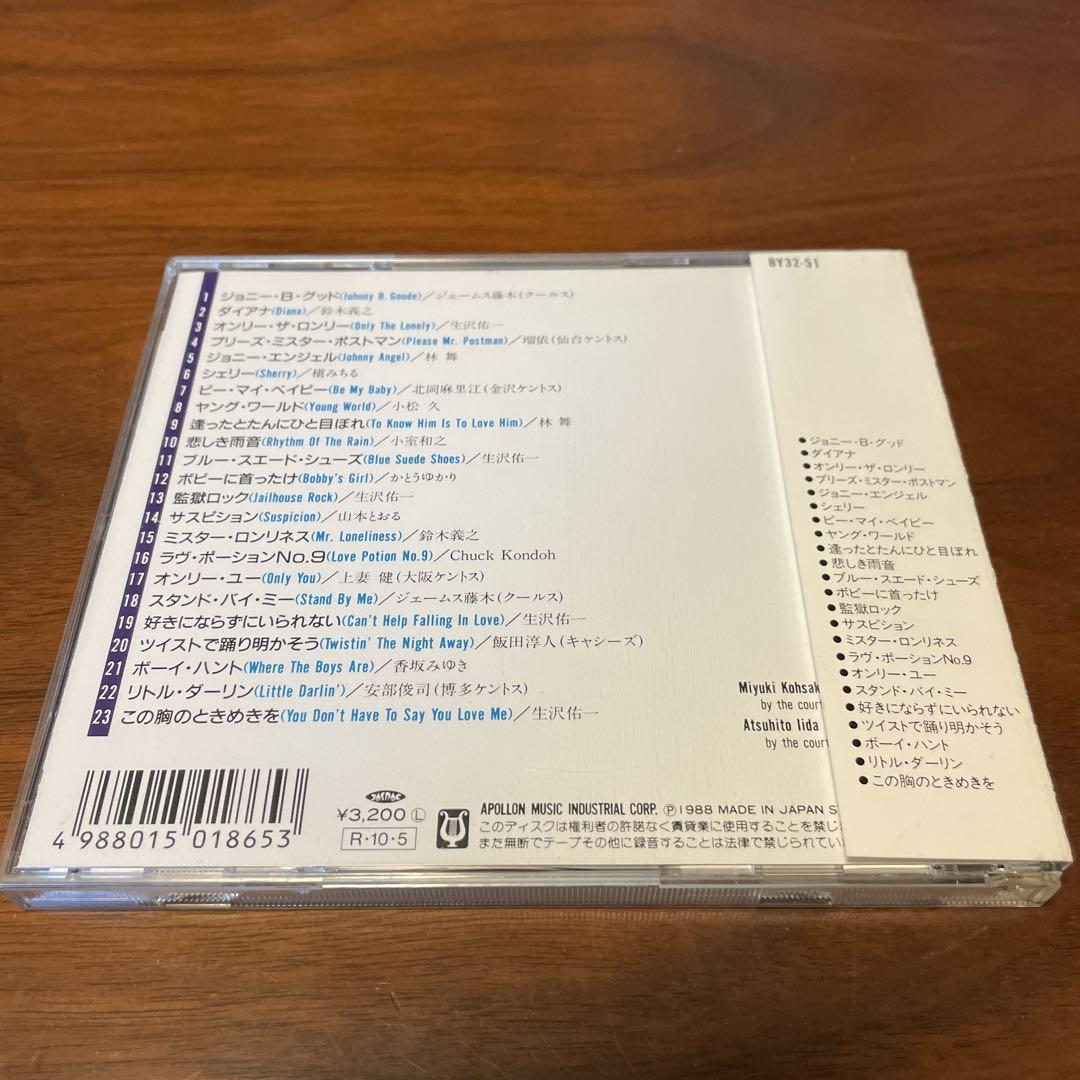 BY32-51
1 ジョニー・B・グッド(Johnny B. Goode)/ジェームス藤木(クールス)
2 ダイアナ(Diana)/鈴木義之
3 オンリー・ザ・ロンリー(Only The Lonely)/生沢佑一
4 プリーズ・ミスター・ポストマン(Please Mr. Postman)/瑠依(仙台ケントス)
5 ジョニー・エンジェル(Johnny Angel)/林 舞
6 シェリー(Sherry)/槇みちる
7 ビー・マイ・ベイビー(Be My Baby)/北岡麻里江(金沢ケントス)
8 ヤング・ワールド(Young World)/小松 久
9 逢ったとたんにひと目ぼれ(To Know Him Is To Love Him)/林 舞
10 悲しき雨音(Rhythm Of The Rain)/小室和之
11 ブルー・スエード・シューズ(Blue Suede Shoes)/生沢佑一
12 ボビーに首ったけ(Bobby's Girl)/かとうゆかり
13 監獄ロック(Jailhouse Rock)/生沢佑一
14 サスピション(Suspicion)/山本とおる
15 ミスター・ロンリネス(Mr. Loneliness)/鈴木義之
16 ラヴ・ポーションNo.9(Love Potion No.9)/Chuck Kondoh
17 オンリー・ユー(Only You)/上妻 健(大阪ケントス)
18 スタンド・バイ・ミー(Stand By Me)/ジェームス藤木(クールス)
19 好きにならずにいられない(Can't Help Falling In Love)/生沢佑一
20 ツイストで踊り明かそう(Twistin' The Night Away)/飯田淳人(キャシーズ)
21 ボーイ・ハント(Where The Boys Are)/香坂みゆき
22 リトル・ダーリン(Little Darlin')/安部俊司(博多ケントス)
23 この胸のときめきを(You Don't Have To Say You Love Me)/生沢佑一
Miyuki Kohsak
by the court
Atsuhito Iida
by the court
4 988015 018653
JASRAC
¥3,200 Ⓛ
R・10・5
APOLLON MUSIC INDUSTRIAL CORP. Ⓟ1988 MADE IN JAPAN
このディスクは権利者の許諾なく賃貸業に使用することを禁じ
また無断でテープその他に録音することは法律で禁じられてい
●ジョニー・B・グッド
●ダイアナ
●オンリー・ザ・ロンリー
●プリーズ・ミスター・ポストマン
●ジョニー・エンジェル
●シェリー
●ビー・マイ・ベイビー
●ヤング・ワールド
●逢ったとたんにひと目ぼれ
●悲しき雨音
●ブルー・スエード・シューズ
●ボビーに首ったけ
●監獄ロック
●サスピション
●ミスター・ロンリネス
●ラヴ・ポーションNo.9
●オンリー・ユー
●スタンド・バイ・ミー
●好きにならずにいられない
●ツイストで踊り明かそう
●ボーイ・ハント
●リトル・ダーリン
●この胸のときめきを